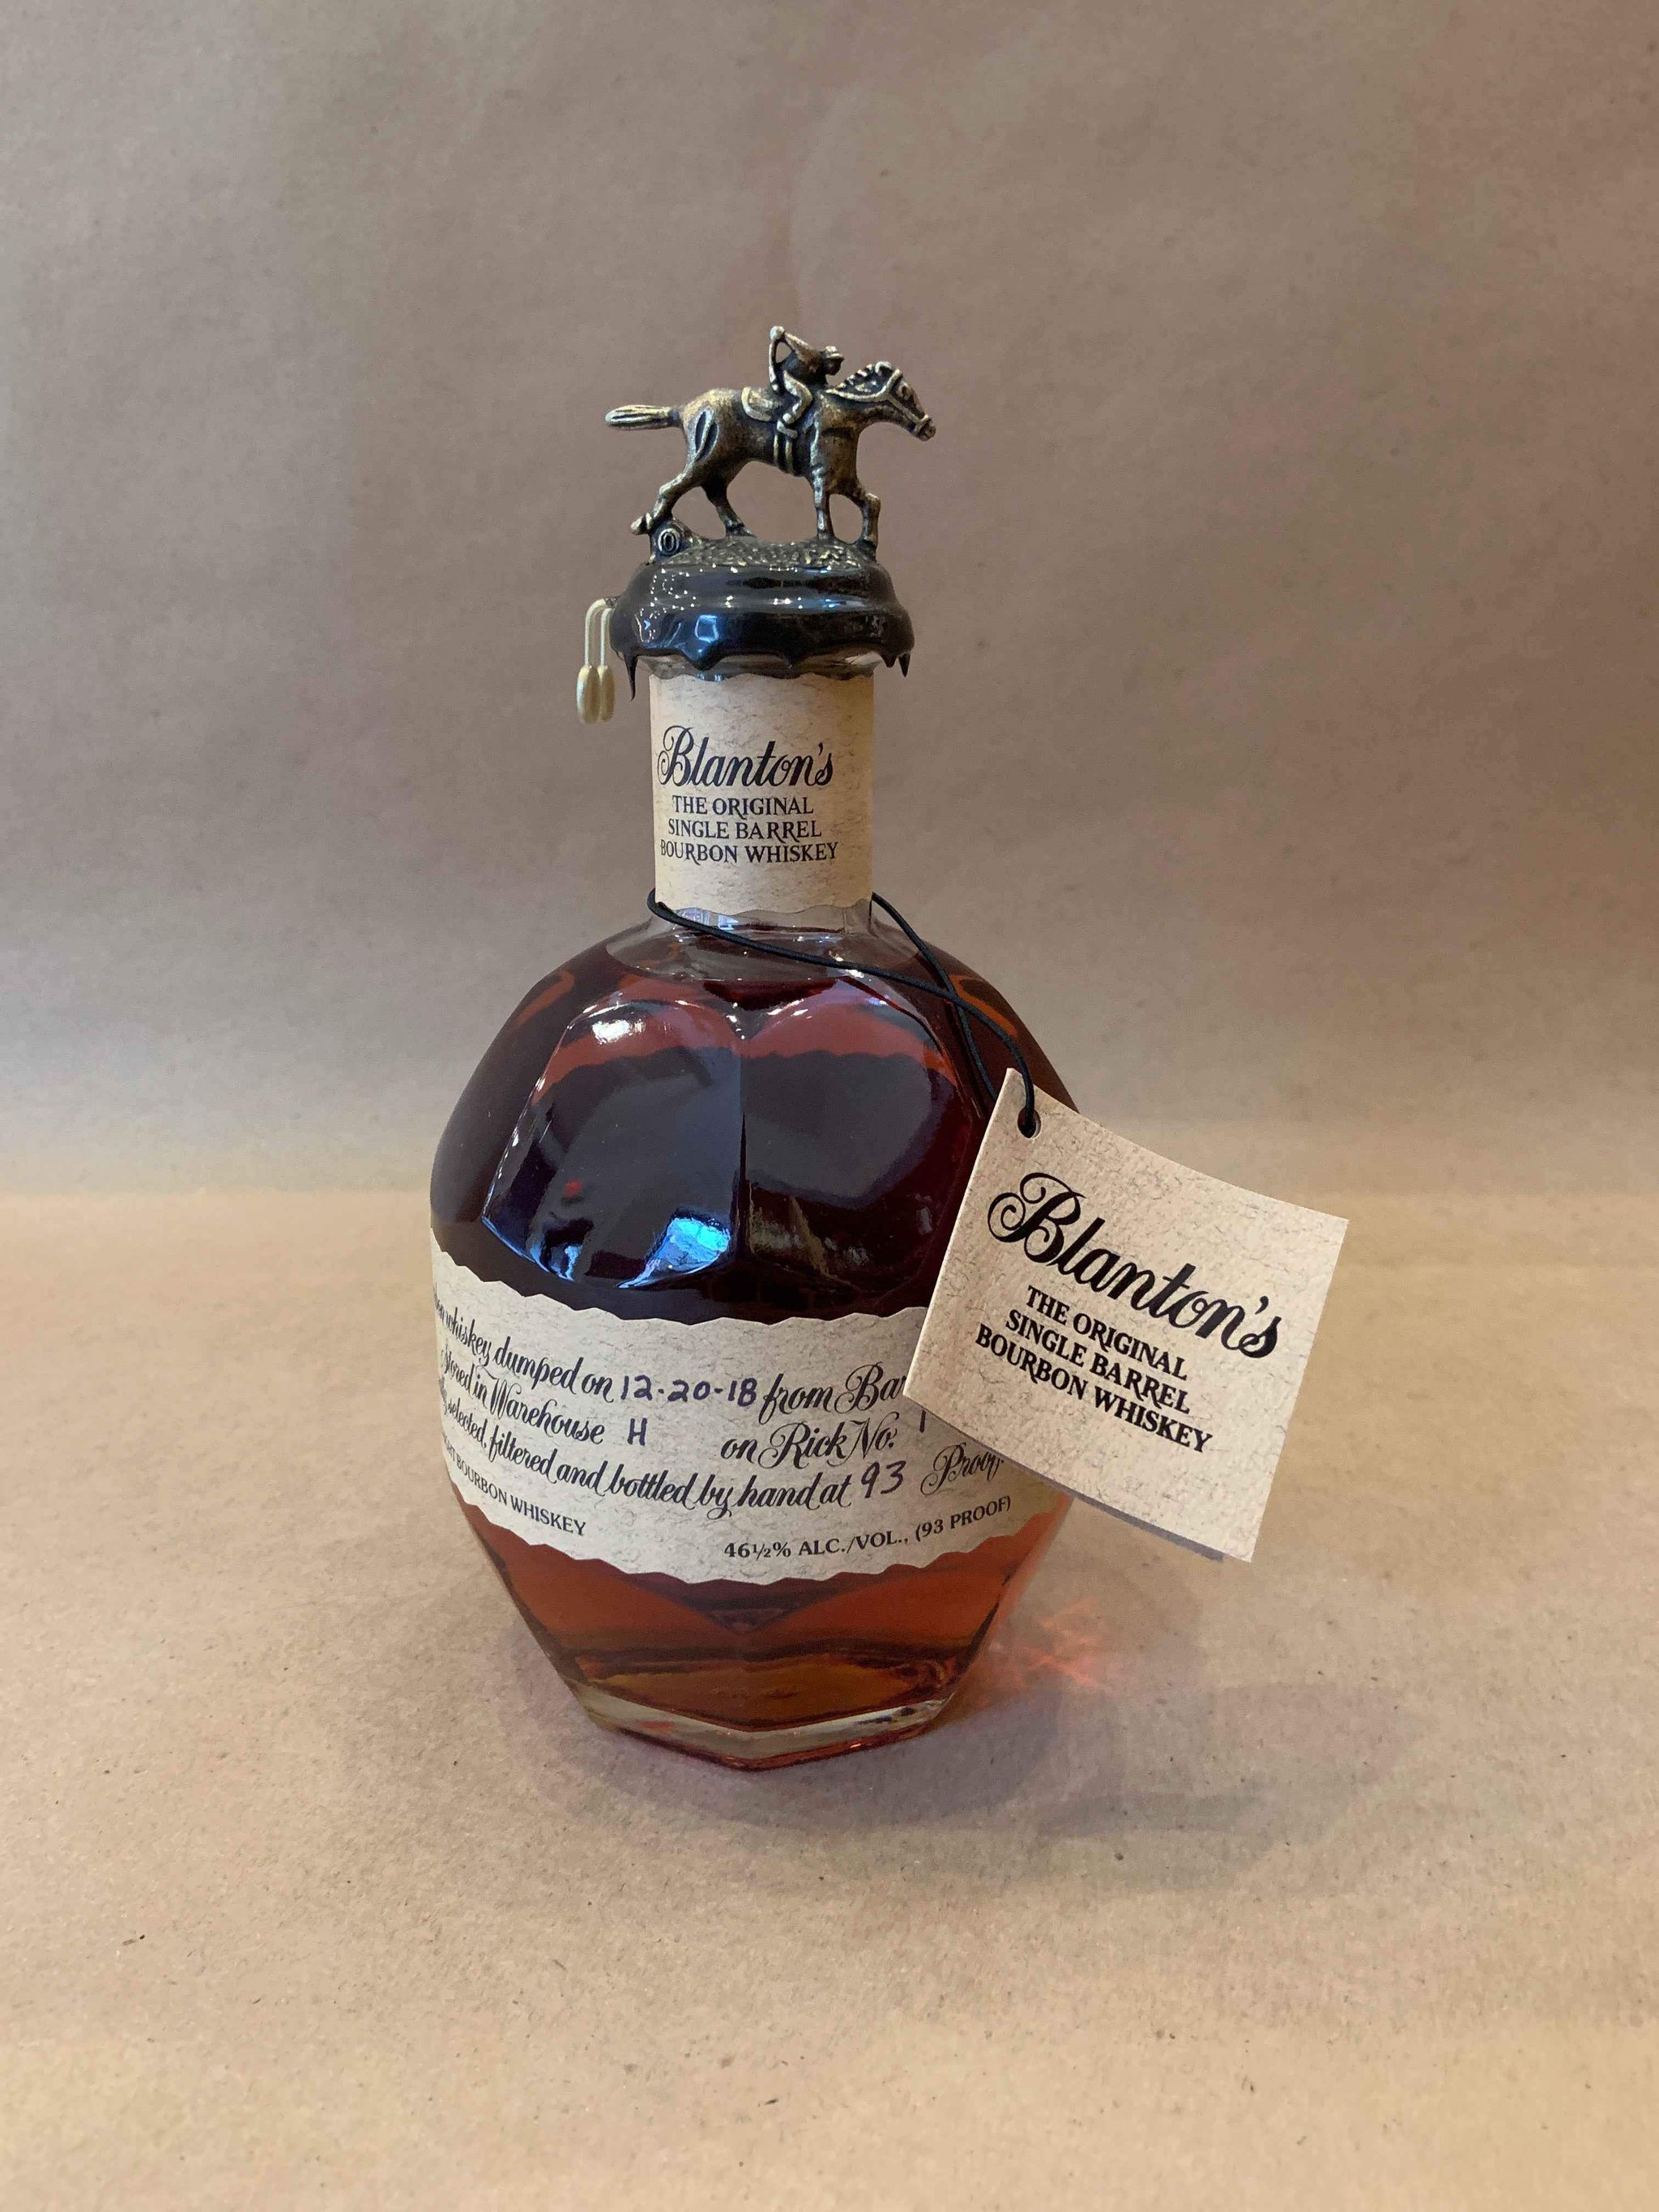 O
Blanton's
THE ORIGINAL
SINGLE BARREL
BOURBON WHISKEY
Blanton's
THE ORIGINAL
SINGLE BARREL
BOURBON WHISKEY
whiskey dumped on 12-20-18 from
stored in Warehouse H on Rick No. 1
selected, filtered and bottled by hand at 93 Proof
BOURBON WHISKEY 46½% ALC./VOL., (93 PROOF)